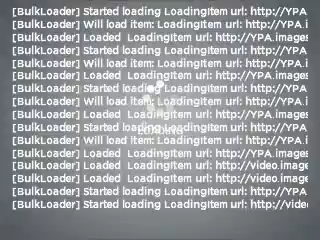 [BulkLoader] Started loading LoadingItem url: http://YPA
[BulkLoader] Will load item: LoadingItem url: http://YPA.i
[BulkLoader] Loaded  LoadingItem url: http://YPA.images
[BulkLoader] Started loading LoadingItem url: http://YPA
[BulkLoader] Will load item: LoadingItem url: http://YPA.i
[BulkLoader] Loaded  LoadingItem url: http://YPA.images
[BulkLoader] Started loading LoadingItem url: http://YPA
[BulkLoader] Will load item: LoadingItem url: http://YPA.i
[BulkLoader] Loaded  LoadingItem url: http://YPA.images
[BulkLoader] Started loading LoadingItem url: http://YPA
Loading
[BulkLoader] Will load item: LoadingItem url: http://YPA.i
[BulkLoader] Loaded  LoadingItem url: http://YPA.image
[BulkLoader] Loaded  LoadingItem url: http://video.image
[BulkLoader] Loaded  LoadingItem url: http://video.image
[BulkLoader] Started loading LoadingItem url: http://YPA
[BulkLoader] Started loading LoadingItem url: http://vide